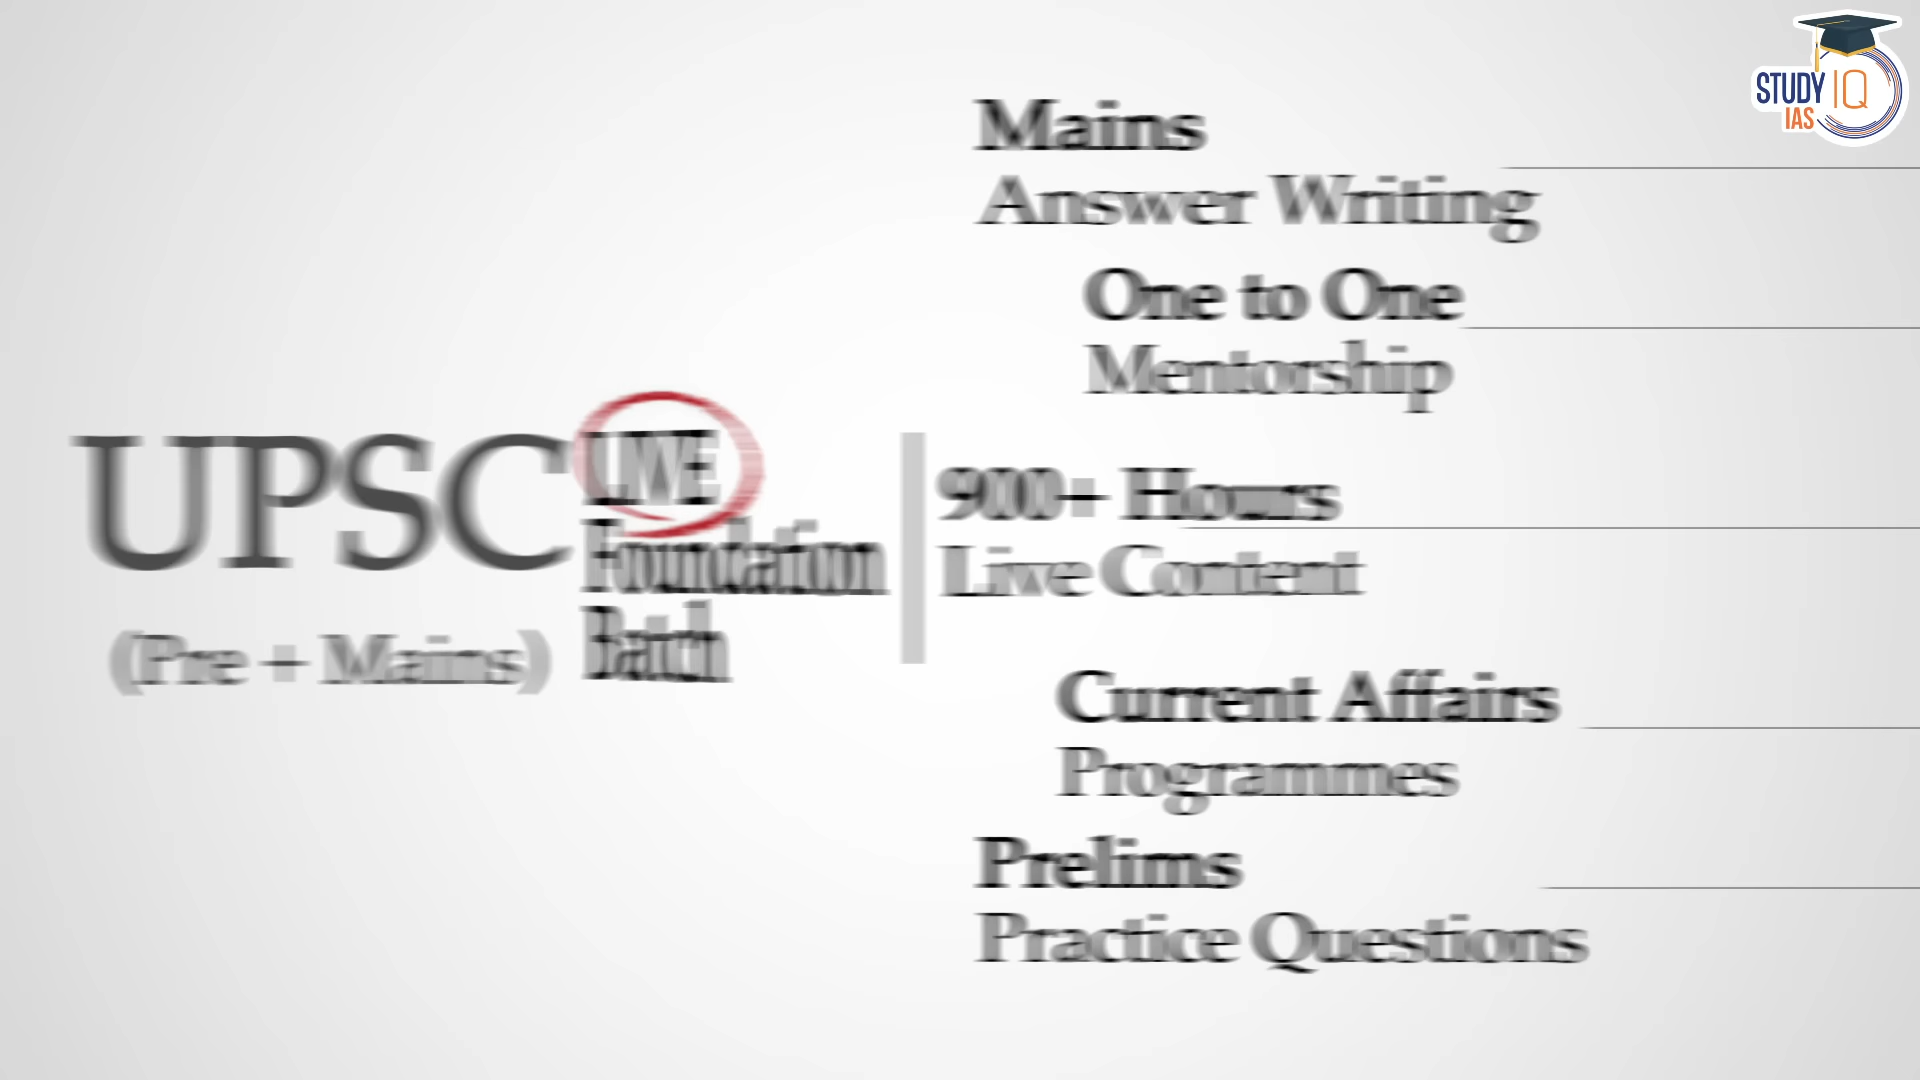 STUDY IQ
IAS
UPSC
(Pre + Mains)
LIVE
Foundation
Batch
Mains
Answer Writing
One to One
Mentorship
900+ Hours
Live Content
Current Affairs
Programmes
Prelims
Practice Questions